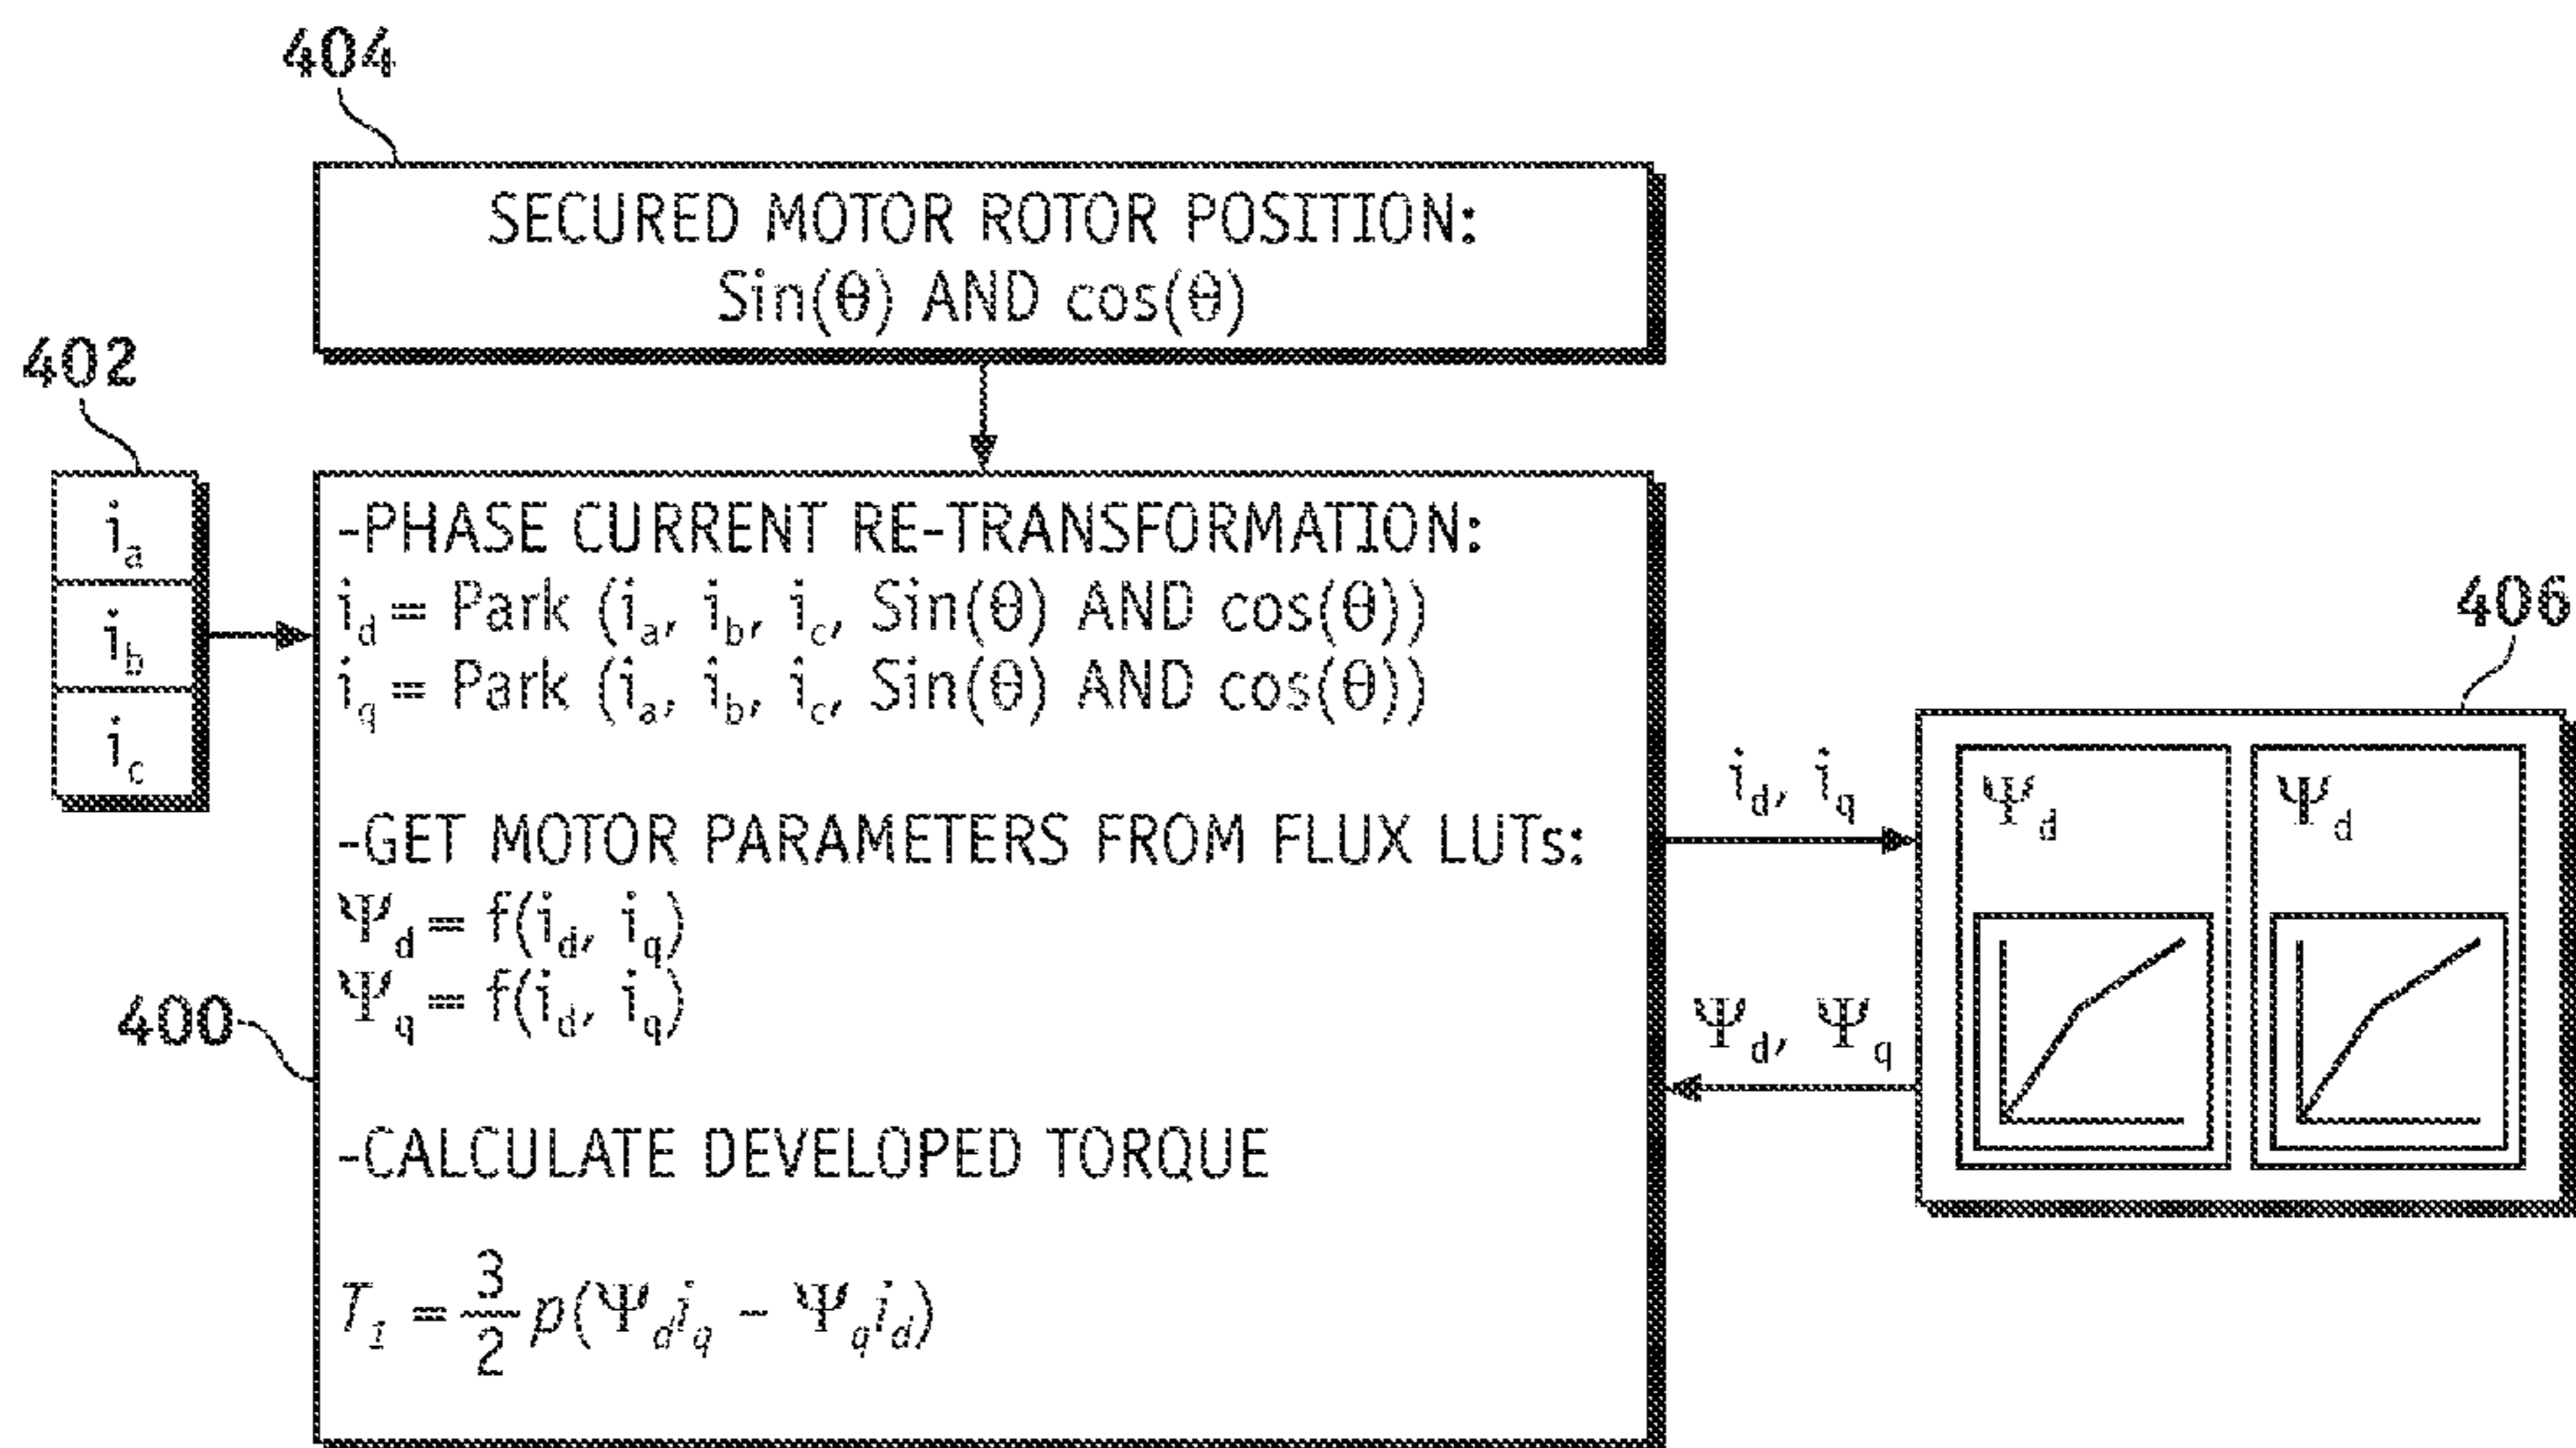 404
SECURED MOTOR ROTOR POSITION:
Sin(θ) AND cos(θ)
402
i_a
i_b
i_c
-PHASE CURRENT RE-TRANSFORMATION:
i_d = Park (i_a, i_b, i_c, Sin(θ) AND cos(θ))
i_q = Park (i_a, i_b, i_c, Sin(θ) AND cos(θ))
-GET MOTOR PARAMETERS FROM FLUX LUTs:
Ψ_d = f(i_d, i_q)
Ψ_q = f(i_d, i_q)
400
-CALCULATE DEVELOPED TORQUE
T_1 = 3/2 p(Ψ_d i_q - Ψ_q i_d)
i_d, i_q
Ψ_d, Ψ_q
406
Ψ_d
Ψ_d